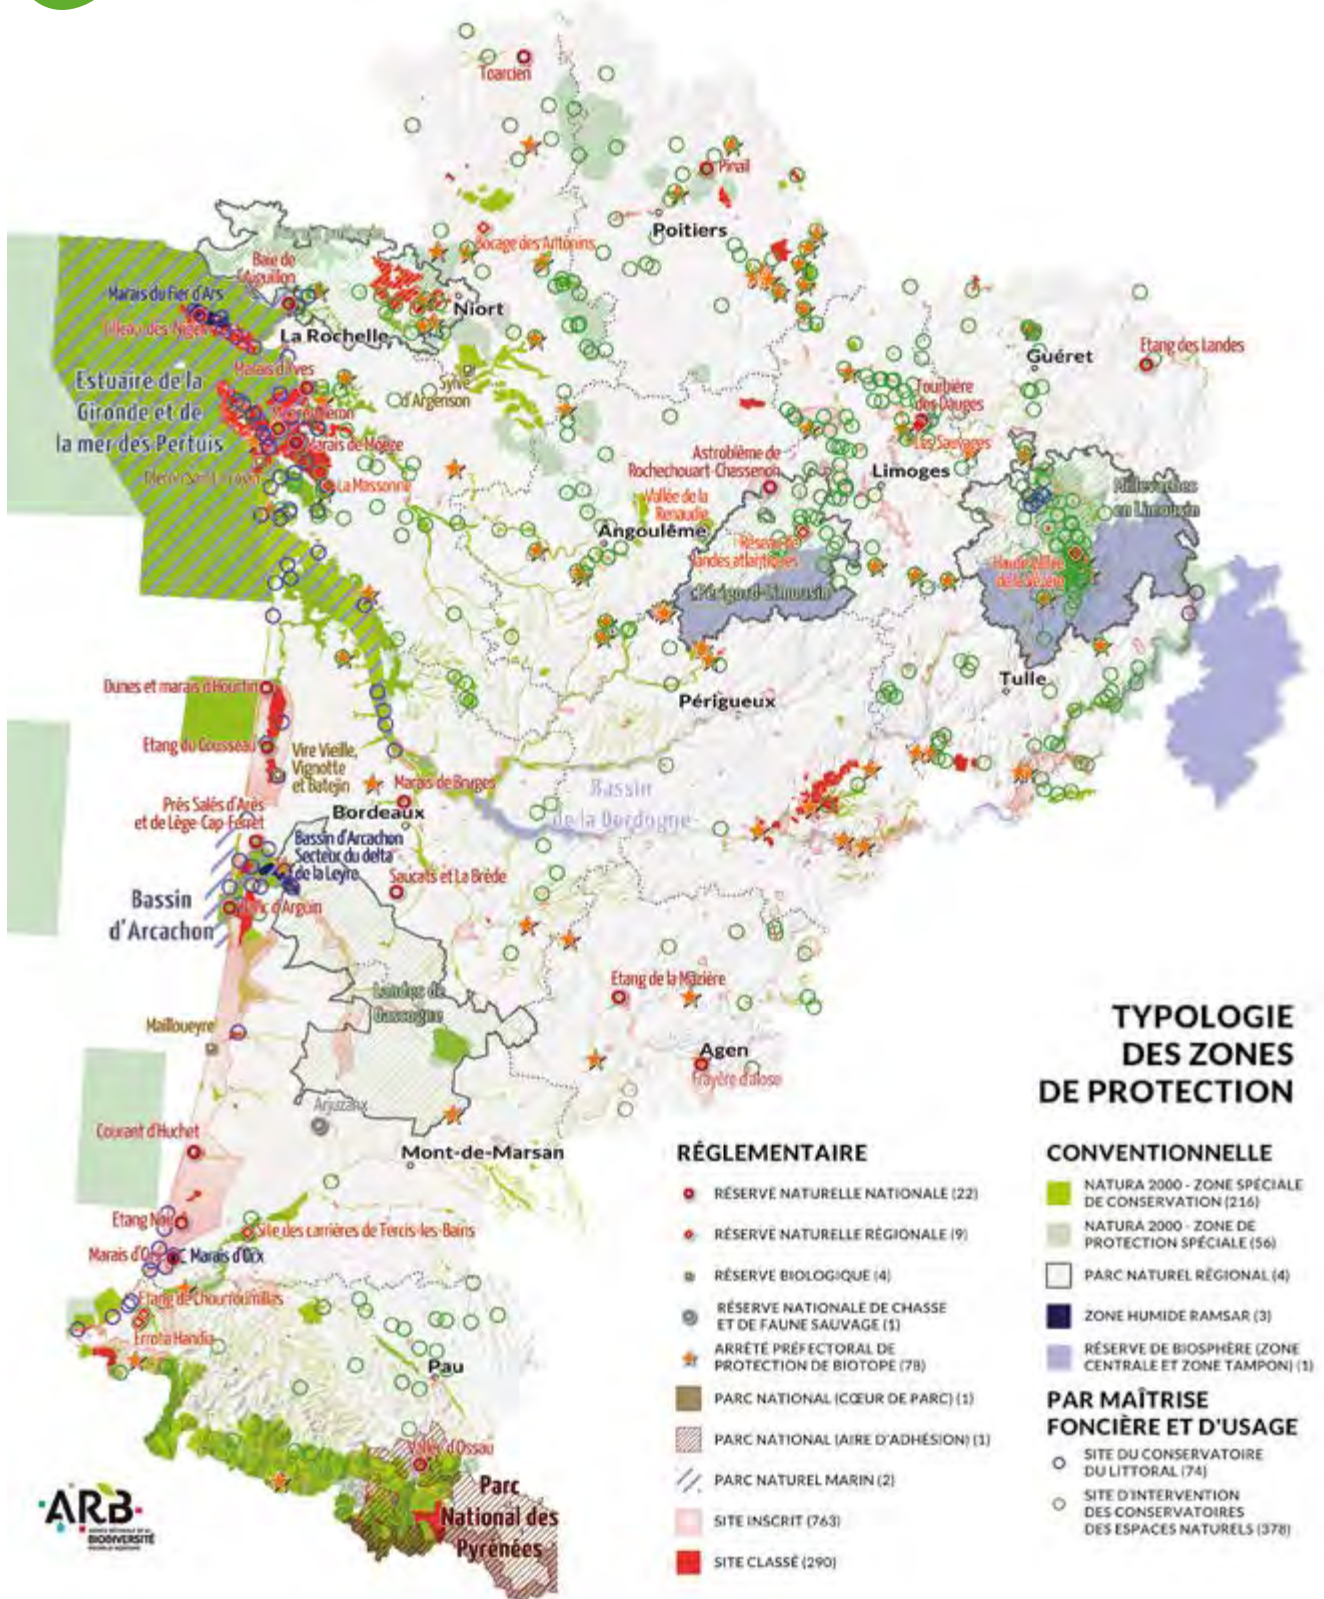 Toarcien
Pinail
Poitiers
Bocage des Antonins
Baie de
l'Aiguillon
Marais du Fier d'Ars
Niort
La Rochelle
Guéret
Etang des Landes
Marais d'Yves
Estuaire de la
Gironde et de
la mer des Pertuis
Sylve
d'Argenson
Tourbière
des Dauges
Les Sauvages
Marais de Moëze
La Massonne
Astroblème de
Rochechouart-Chassenon
Limoges
Vallée de la
Renaudie
Angoulême
Millevaches
en Limousin
Réseau de
landes atlantiques
Périgord-Limousin
Haute vallée
de la Vézère
Dunes et marais d'Hourtin
Périgueux
Tulle
Etang du Cousseau
Vire Vieille,
Vignotte
et Batejin
Marais de Bruges
Bassin
de la Dordogne
Prés Salés d'Arès
et de Lège-Cap-Ferret
Bordeaux
Bassin d'Arcachon
Secteur du delta
de la Leyre
Saucats et La Brède
Bassin
d'Arcachon
Banc d'Arguin
Etang de la Mazière
Landes de
Gascogne
Mailloueyre
Agen
Frayère d'alose
Arjuzanx
Courant d'Huchet
Mont-de-Marsan
Etang Noir
Site des carrières de Tercis-les-Bains
Marais d'Orx
Marais d'Orx
Etang de Chourroumillas
Errota Handia
Pau
Vallée d'Ossau
Parc
National des
Pyrénées
ARB
AGENCE RÉGIONALE DE LA
BIODIVERSITÉ
NOUVELLE-AQUITAINE
TYPOLOGIE
DES ZONES
DE PROTECTION
RÉGLEMENTAIRE
RÉSERVE NATURELLE NATIONALE (22)
RÉSERVE NATURELLE RÉGIONALE (9)
RÉSERVE BIOLOGIQUE (4)
RÉSERVE NATIONALE DE CHASSE
ET DE FAUNE SAUVAGE (1)
ARRÊTÉ PRÉFECTORAL DE
PROTECTION DE BIOTOPE (78)
PARC NATIONAL (CŒUR DE PARC) (1)
PARC NATIONAL (AIRE D'ADHÉSION) (1)
PARC NATUREL MARIN (2)
SITE INSCRIT (763)
SITE CLASSÉ (290)
CONVENTIONNELLE
NATURA 2000 - ZONE SPÉCIALE
DE CONSERVATION (216)
NATURA 2000 - ZONE DE
PROTECTION SPÉCIALE (56)
PARC NATUREL RÉGIONAL (4)
ZONE HUMIDE RAMSAR (3)
RÉSERVE DE BIOSPHÈRE (ZONE
CENTRALE ET ZONE TAMPON) (1)
PAR MAÎTRISE
FONCIÈRE ET D'USAGE
SITE DU CONSERVATOIRE
DU LITTORAL (74)
SITE D'INTERVENTION
DES CONSERVATOIRES
DES ESPACES NATURELS (378)